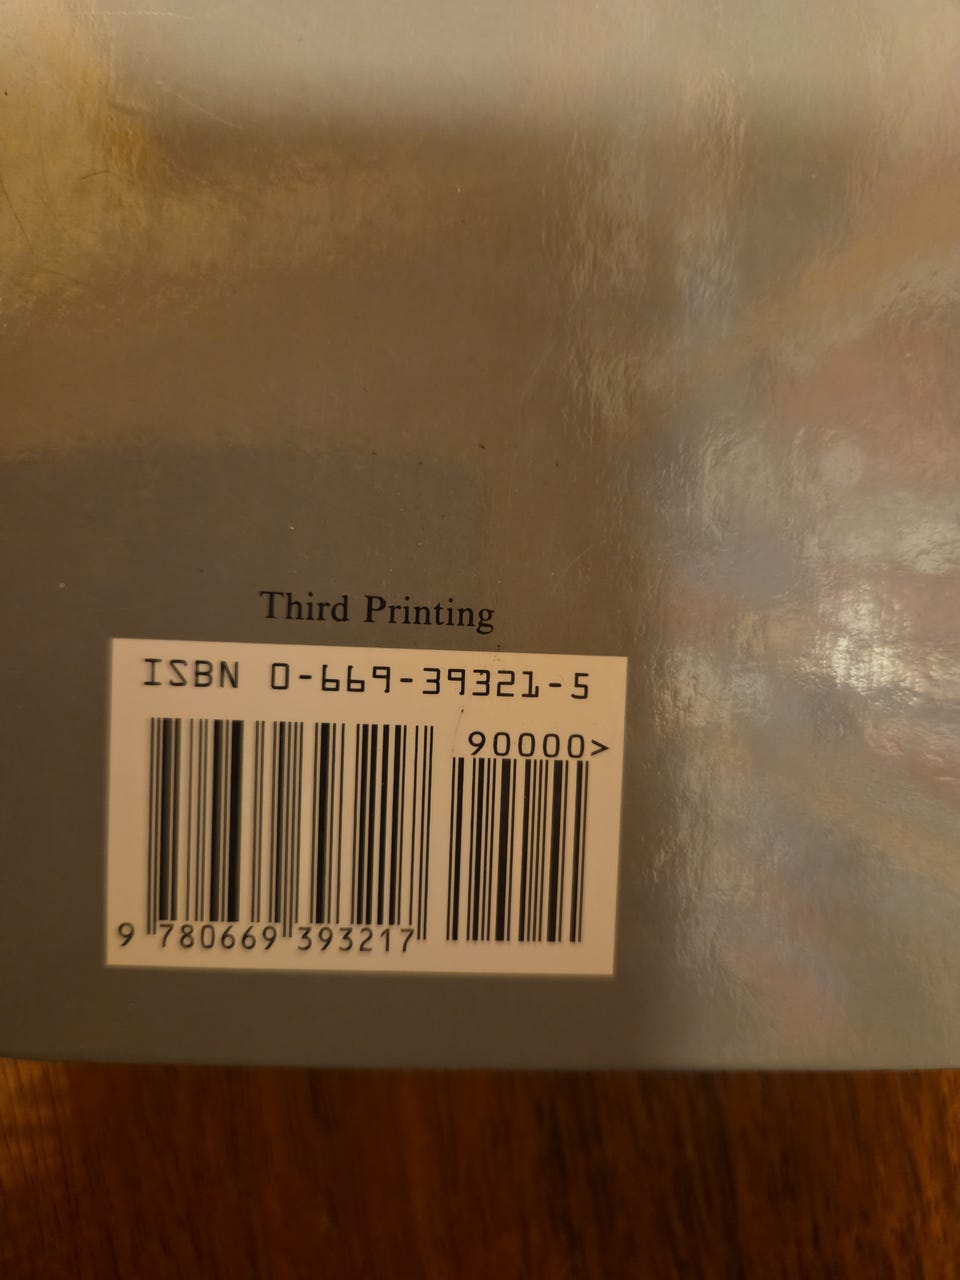 Third Printing
ISBN 0-669-39321-5
90000>
9 780669 393217